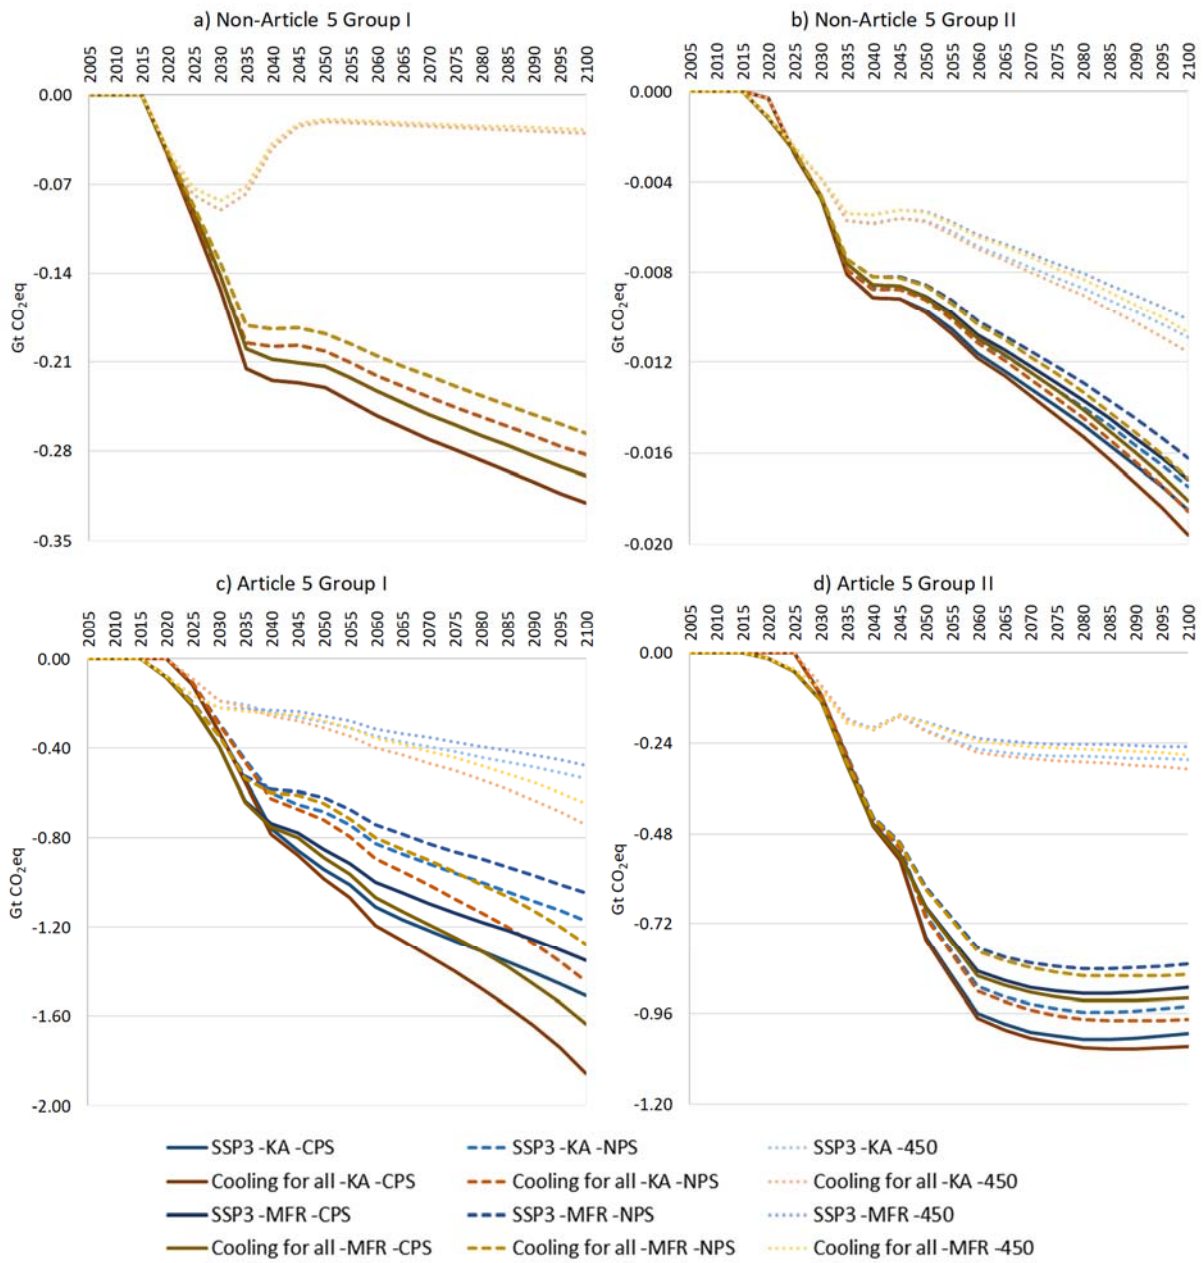 a) Non-Article 5 Group I
2005 2010 2015 2020 2025 2030 2035 2040 2045 2050 2055 2060 2065 2070 2075 2080 2085 2090 2095 2100
0.00
-0.07
-0.14
-0.21
-0.28
-0.35
Gt CO₂eq
b) Non-Article 5 Group II
2005 2010 2015 2020 2025 2030 2035 2040 2045 2050 2055 2060 2065 2070 2075 2080 2085 2090 2095 2100
0.000
-0.004
-0.008
-0.012
-0.016
-0.020
Gt CO₂eq
c) Article 5 Group I
2005 2010 2015 2020 2025 2030 2035 2040 2045 2050 2055 2060 2065 2070 2075 2080 2085 2090 2095 2100
0.00
-0.40
-0.80
-1.20
-1.60
-2.00
Gt CO₂eq
d) Article 5 Group II
2005 2010 2015 2020 2025 2030 2035 2040 2045 2050 2055 2060 2065 2070 2075 2080 2085 2090 2095 2100
0.00
-0.24
-0.48
-0.72
-0.96
-1.20
Gt CO₂eq
SSP3 -KA -CPS
SSP3 -KA -NPS
SSP3 -KA -450
Cooling for all -KA -CPS
Cooling for all -KA -NPS
Cooling for all -KA -450
SSP3 -MFR -CPS
SSP3 -MFR -NPS
SSP3 -MFR -450
Cooling for all -MFR -CPS
Cooling for all -MFR -NPS
Cooling for all -MFR -450